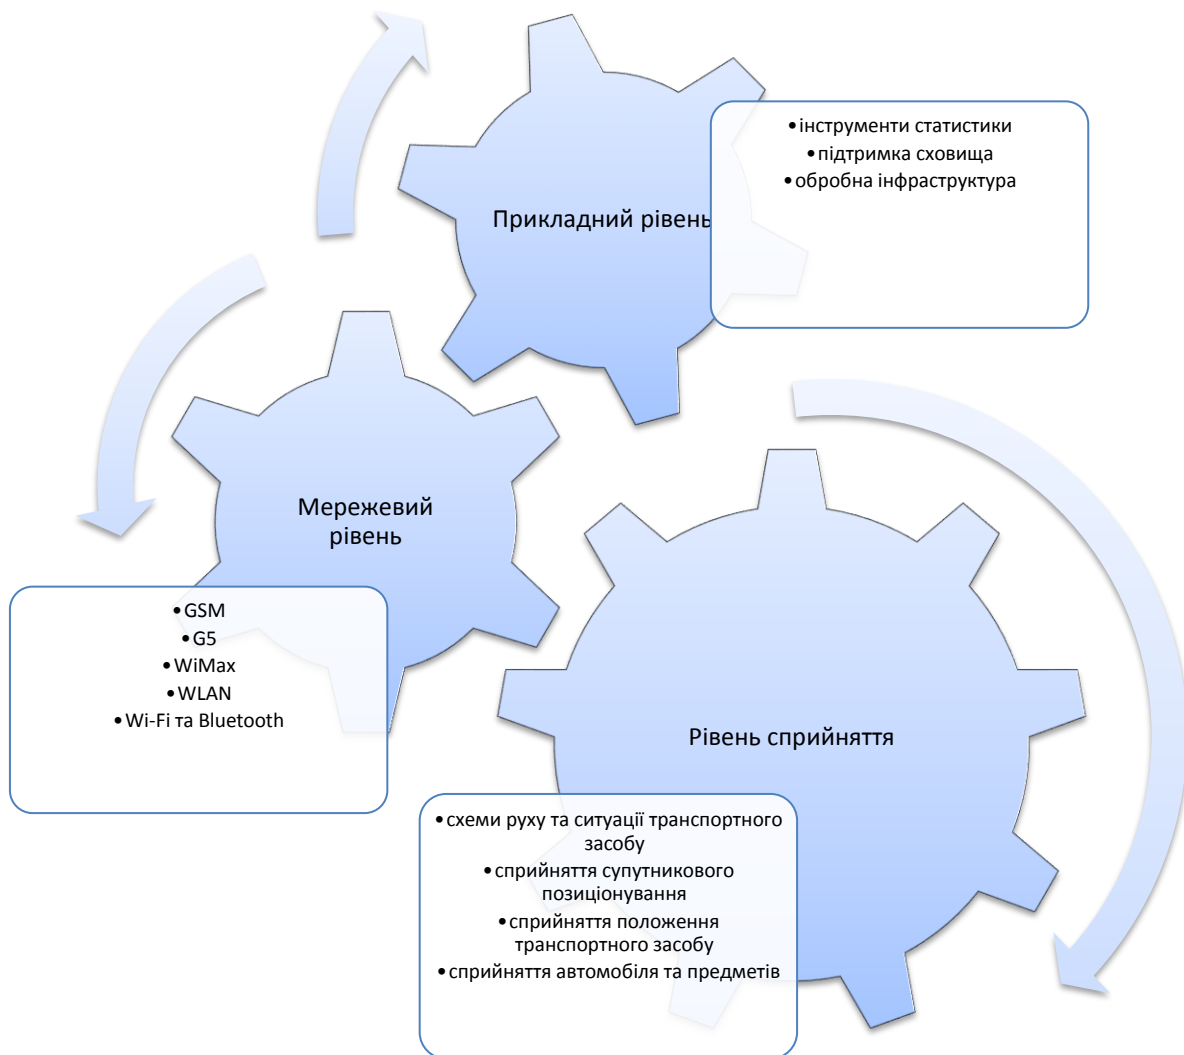 Прикладний рівень
•інструменти статистики
•підтримка сховища
•обробна інфраструктура
Мережевий
рівень
•GSM
•G5
•WiMax
•WLAN
•Wi-Fi та Bluetooth
Рівень сприйняття
•схеми руху та ситуації транспортного
засобу
•сприйняття супутникового
позиціонування
•сприйняття положення
транспортного засобу
•сприйняття автомобіля та предметів